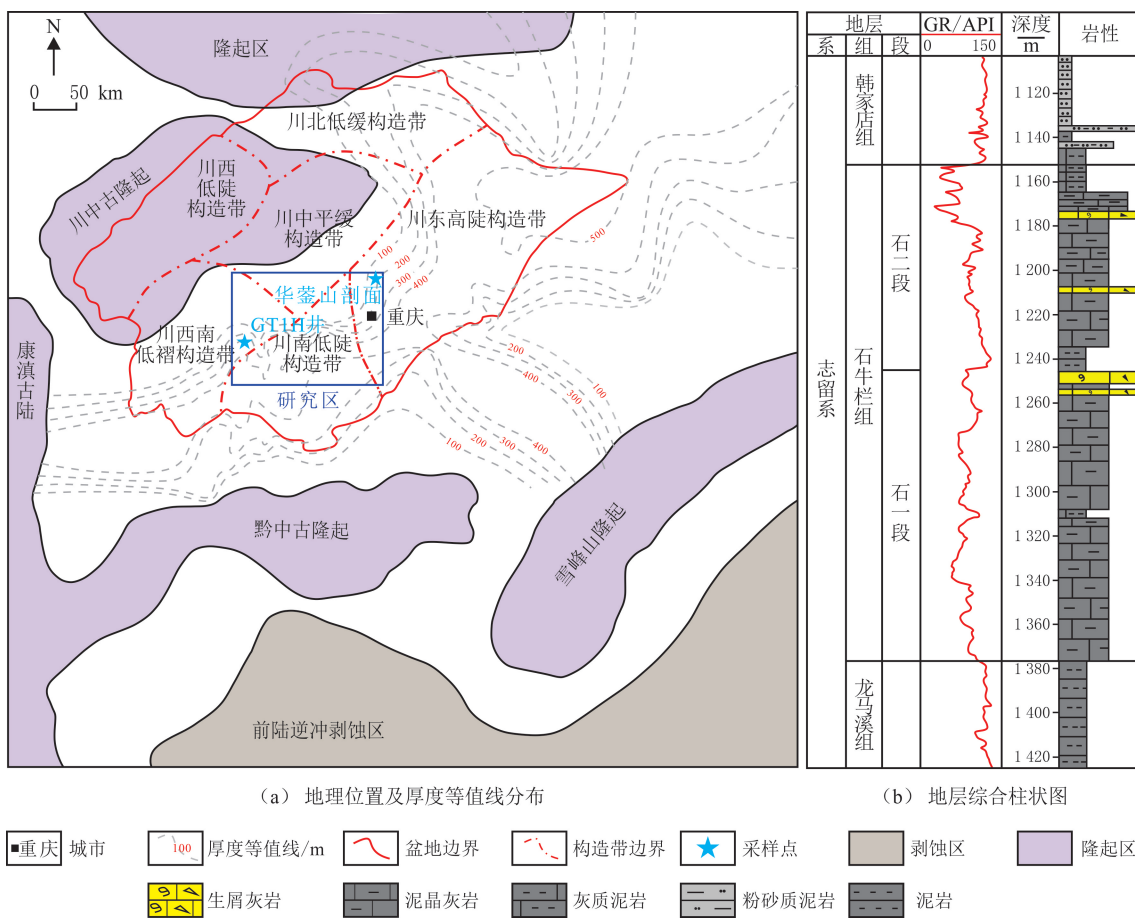 N
0 50 km
隆起区
川北低缓构造带
川中古隆起
川西
低陡
构造带
川中平缓
构造带
川东高陡构造带
500
100
200
300
400
华蓥山剖面
重庆
GT1H井
川西南
低褶构造带
川南低陡
构造带
研究区
康滇古陆
200
100
400
300
100
200
300
400
黔中古隆起
雪峰山隆起
前陆逆冲剥蚀区
(a) 地理位置及厚度等值线分布
地层
GR/API
深度
m
岩性
系
组
段
0
150
韩家店组
石牛栏组
龙马溪组
志留系
石二段
石一段
1 120
1 140
1 160
1 180
1 200
1 220
1 240
1 260
1 280
1 300
1 320
1 340
1 360
1 380
1 400
1 420
(b) 地层综合柱状图
重庆 城市
100 厚度等值线/m
盆地边界
构造带边界
采样点
剥蚀区
隆起区
生屑灰岩
泥晶灰岩
灰质泥岩
粉砂质泥岩
泥岩